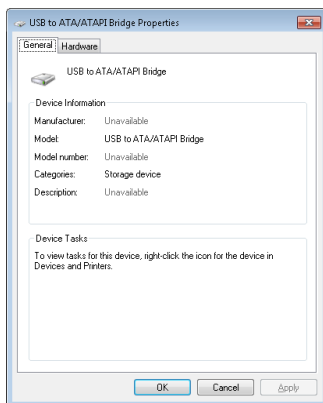 USB to ATA/ATAPI Bridge Properties
General Hardware
USB to ATA/ATAPI Bridge
Device Information
Manufacturer: Unavailable
Model: USB to ATA/ATAPI Bridge
Model number: Unavailable
Categories: Storage device
Description: Unavailable
Device Tasks
To view tasks for this device, right-click the icon for the device in
Devices and Printers.
OK Cancel Apply